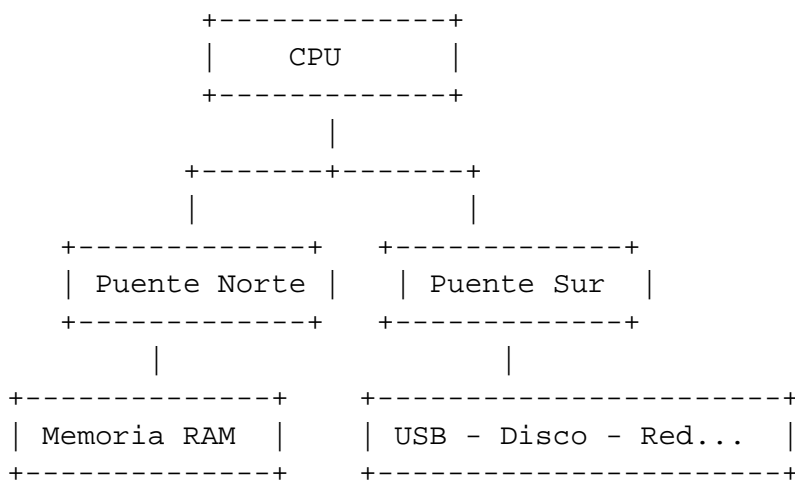 CPU
Puente Norte
Puente Sur
Memoria RAM
USB - Disco - Red...